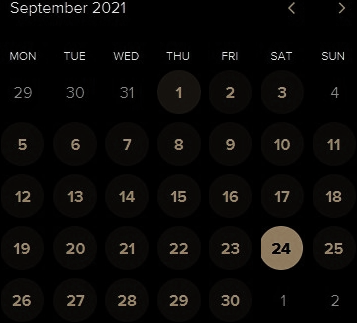 September 2021
MON TUE WED THU FRI SAT SUN
29 30 31 1 2 3 4
5 6 7 8 9 10 11
12 13 14 15 16 17 18
19 20 21 22 23 24 25
26 27 28 29 30 1 2